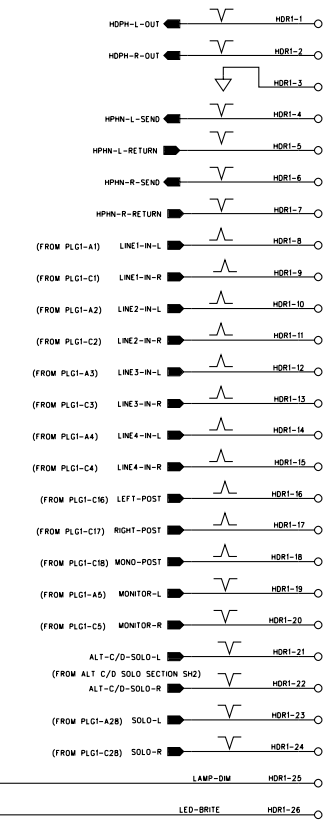 HDPH-L-OUT HDR1-1
HDPH-R-OUT HDR1-2
HDR1-3
HPHN-L-SEND HDR1-4
HPHN-L-RETURN HDR1-5
HPHN-R-SEND HDR1-6
HPHN-R-RETURN HDR1-7
(FROM PLG1-A1) LINE1-IN-L HDR1-8
(FROM PLG1-C1) LINE1-IN-R HDR1-9
(FROM PLG1-A2) LINE2-IN-L HDR1-10
(FROM PLG1-C2) LINE2-IN-R HDR1-11
(FROM PLG1-A3) LINE3-IN-L HDR1-12
(FROM PLG1-C3) LINE3-IN-R HDR1-13
(FROM PLG1-A4) LINE4-IN-L HDR1-14
(FROM PLG1-C4) LINE4-IN-R HDR1-15
(FROM PLG1-C16) LEFT-POST HDR1-16
(FROM PLG1-C17) RIGHT-POST HDR1-17
(FROM PLG1-C18) MONO-POST HDR1-18
(FROM PLG1-A5) MONITOR-L HDR1-19
(FROM PLG1-C5) MONITOR-R HDR1-20
ALT-C/D-SOLO-L HDR1-21
(FROM ALT C/D SOLO SECTION SH2)
ALT-C/D-SOLO-R HDR1-22
(FROM PLG1-A28) SOLO-L HDR1-23
(FROM PLG1-C28) SOLO-R HDR1-24
LAMP-DIM HDR1-25
LED-BRITE HDR1-26